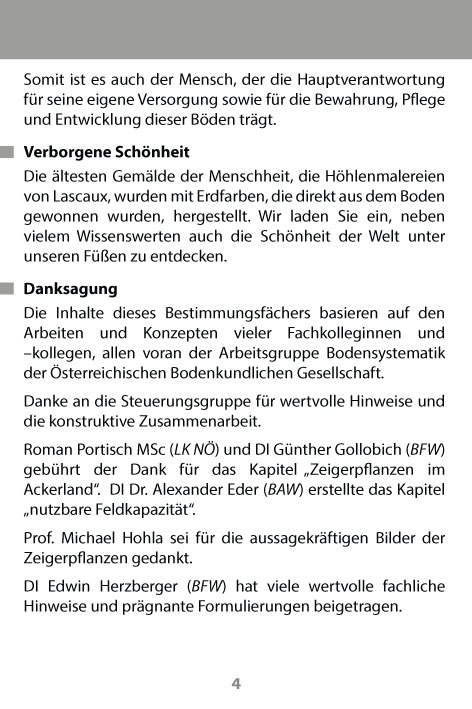 Somit ist es auch der Mensch, der die Hauptverantwortung
für seine eigene Versorgung sowie für die Bewahrung, Pflege
und Entwicklung dieser Böden trägt.
Verborgene Schönheit
Die ältesten Gemälde der Menschheit, die Höhlenmalereien
von Lascaux, wurden mit Erdfarben, die direkt aus dem Boden
gewonnen wurden, hergestellt. Wir laden Sie ein, neben
vielem Wissenswerten auch die Schönheit der Welt unter
unseren Füßen zu entdecken.
Danksagung
Die Inhalte dieses Bestimmungsfächers basieren auf den
Arbeiten und Konzepten vieler Fachkolleginnen und
–kollegen, allen voran der Arbeitsgruppe Bodensystematik
der Österreichischen Bodenkundlichen Gesellschaft.
Danke an die Steuerungsgruppe für wertvolle Hinweise und
die konstruktive Zusammenarbeit.
Roman Portisch MSc (LK NÖ) und DI Günther Gollobich (BFW)
gebührt der Dank für das Kapitel „Zeigerpflanzen im
Ackerland“. DI Dr. Alexander Eder (BAW) erstellte das Kapitel
„nutzbare Feldkapazität“.
Prof. Michael Hohla sei für die aussagekräftigen Bilder der
Zeigerpflanzen gedankt.
DI Edwin Herzberger (BFW) hat viele wertvolle fachliche
Hinweise und prägnante Formulierungen beigetragen.
4